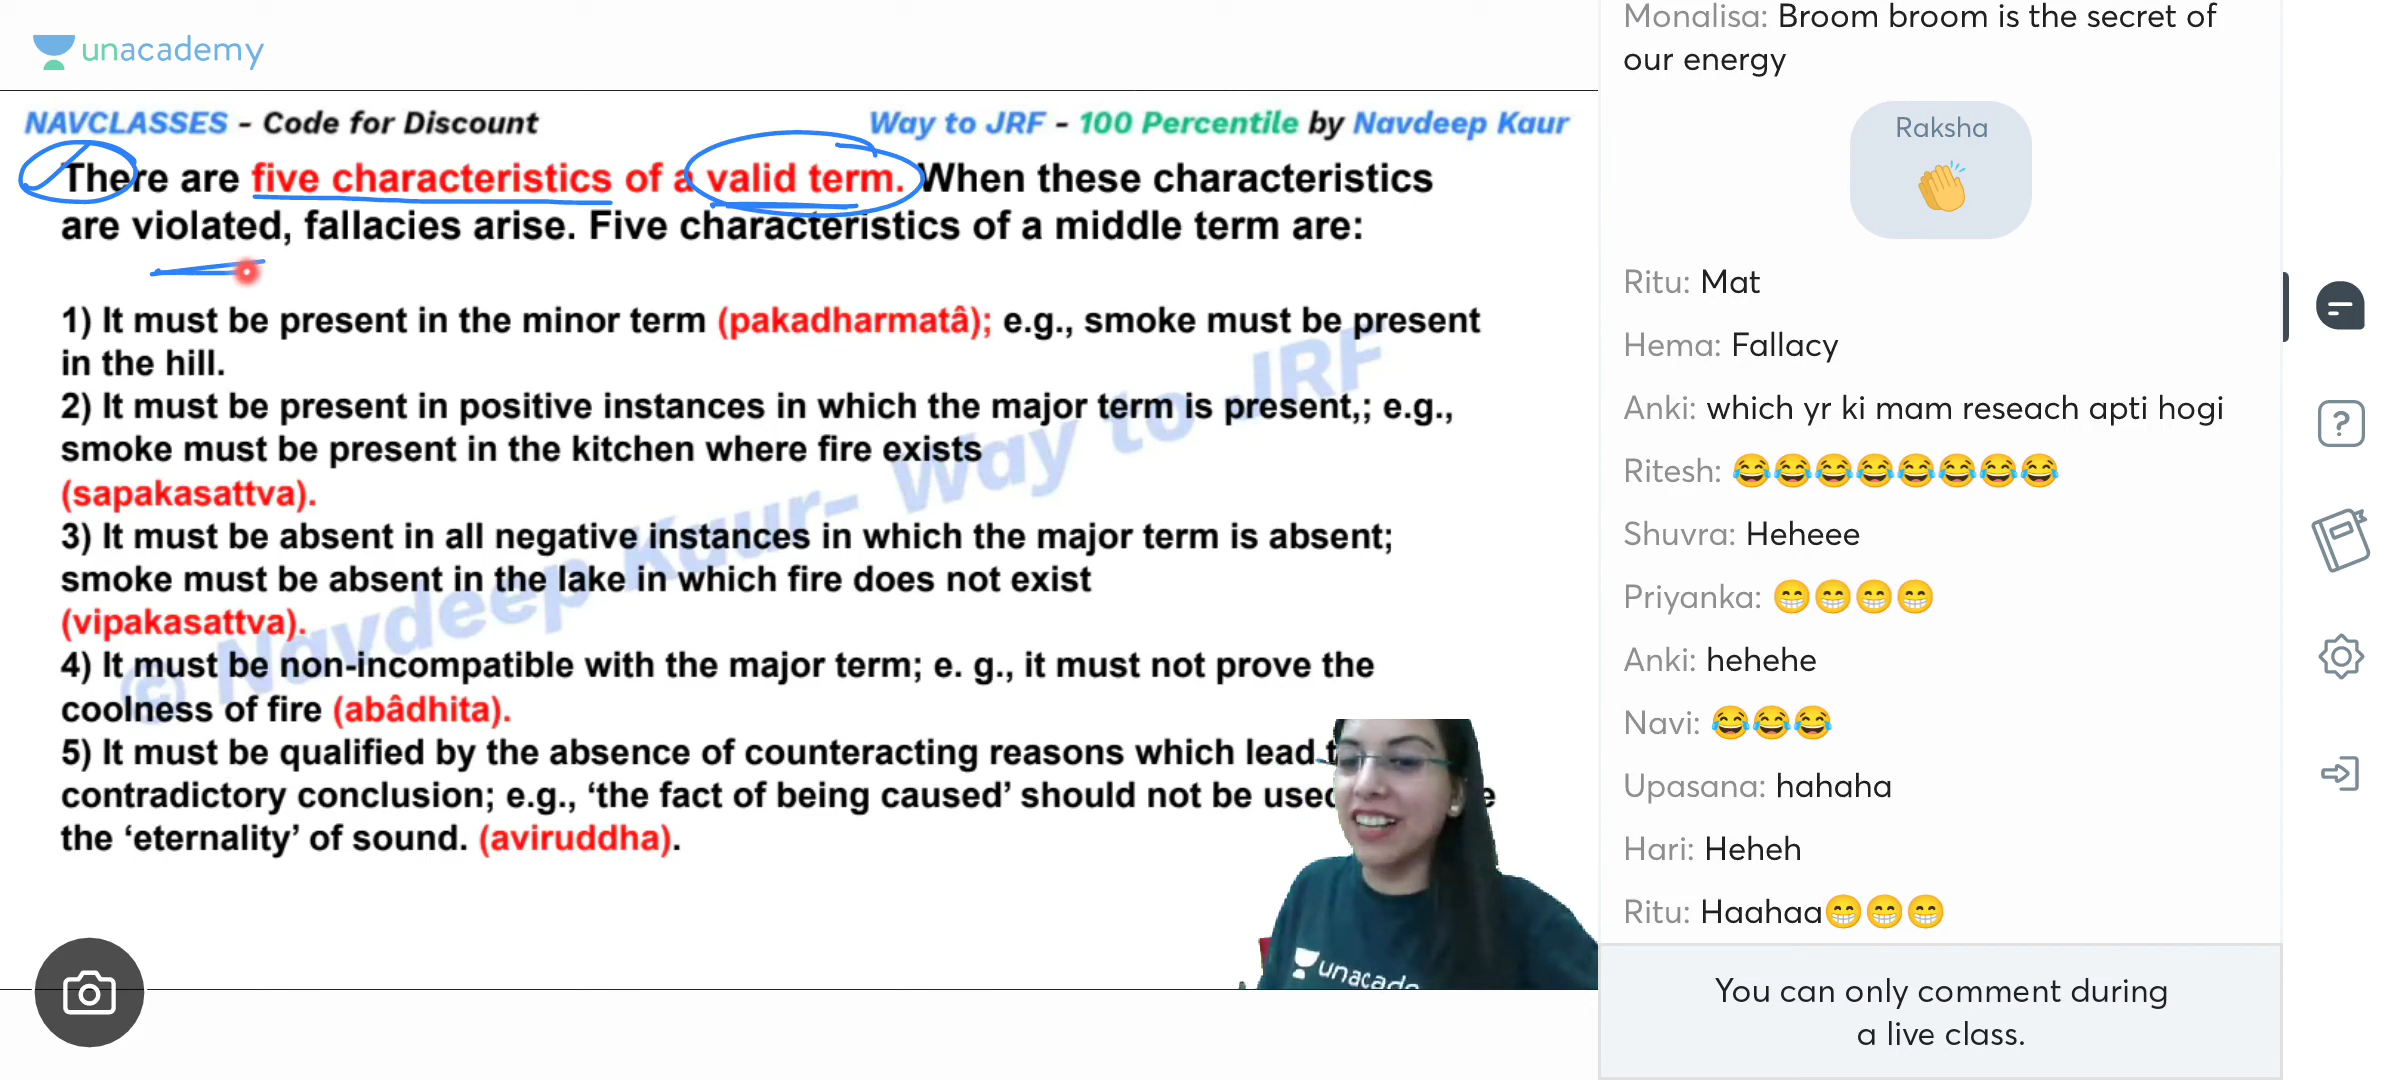 unacademy
NAVCLASSES - Code for Discount
Way to JRF - 100 Percentile by Navdeep Kaur
There are five characteristics of a valid term. When these characteristics
are violated, fallacies arise. Five characteristics of a middle term are:
1) It must be present in the minor term (pakadharmatâ); e.g., smoke must be present
in the hill.
2) It must be present in positive instances in which the major term is present,; e.g.,
smoke must be present in the kitchen where fire exists
(sapakasattva).
3) It must be absent in all negative instances in which the major term is absent;
smoke must be absent in the lake in which fire does not exist
(vipakasattva).
4) It must be non-incompatible with the major term; e. g., it must not prove the
coolness of fire (abâdhita).
5) It must be qualified by the absence of counteracting reasons which lead
contradictory conclusion; e.g., ‘the fact of being caused’ should not be
the ‘eternality’ of sound. (aviruddha).
© Navdeep Kaur- Way to JRF
Monalisa: Broom broom is the secret of
our energy
Raksha
👏
Ritu: Mat
Hema: Fallacy
Anki: which yr ki mam reseach apti hogi
Ritesh: 😂😂😂😂😂😂😂😂
Shuvra: Heheee
Priyanka: 😁😁😁😁
Anki: hehehe
Navi: 😂😂😂
Upasana: hahaha
Hari: Heheh
Ritu: Haahaa😁😁😁
You can only comment during
a live class.